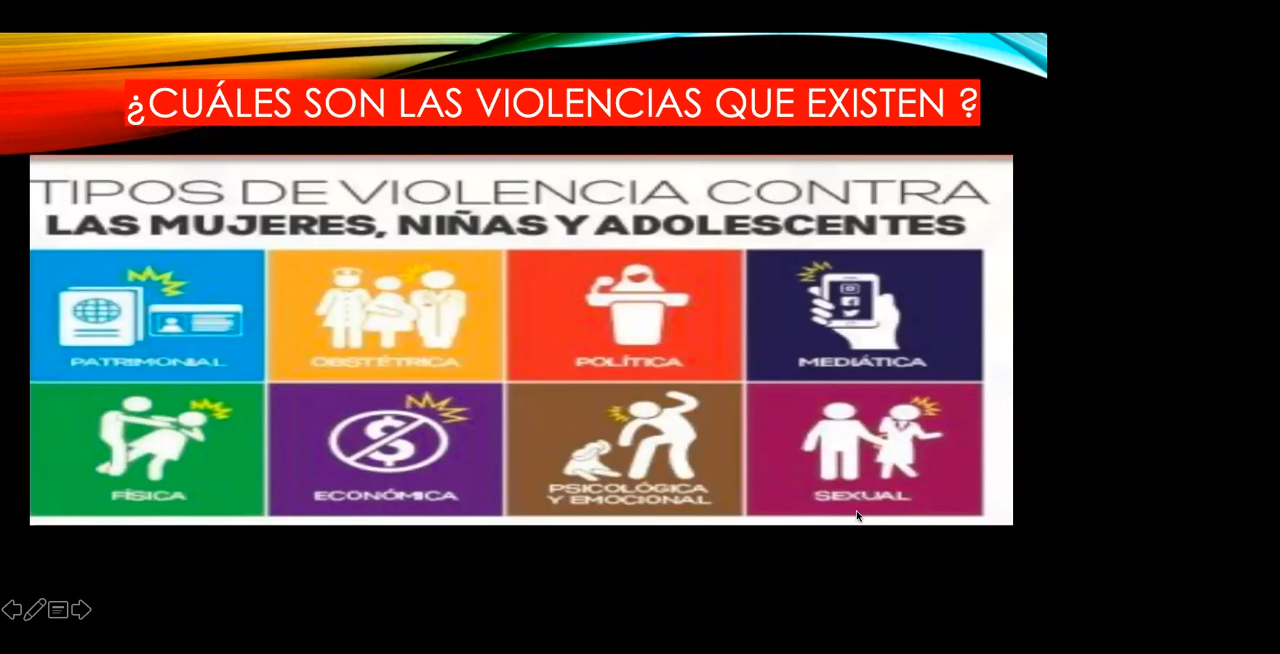 ¿CUÁLES SON LAS VIOLENCIAS QUE EXISTEN ?
TIPOS DE VIOLENCIA CONTRA
LAS MUJERES, NIÑAS Y ADOLESCENTES
PATRIMONIAL
OBSTÉTRICA
POLÍTICA
MEDIÁTICA
FÍSICA
ECONÓMICA
PSICOLÓGICA
Y EMOCIONAL
SEXUAL